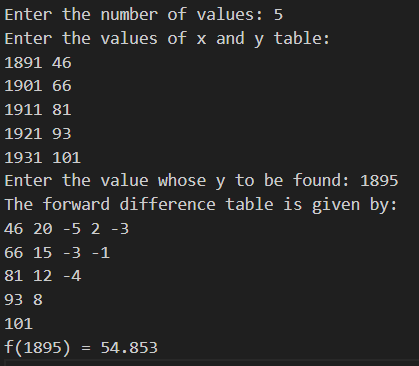 Enter the number of values: 5
Enter the values of x and y table:
1891 46
1901 66
1911 81
1921 93
1931 101
Enter the value whose y to be found: 1895
The forward difference table is given by:
46 20 -5 2 -3
66 15 -3 -1
81 12 -4
93 8
101
f(1895) = 54.853